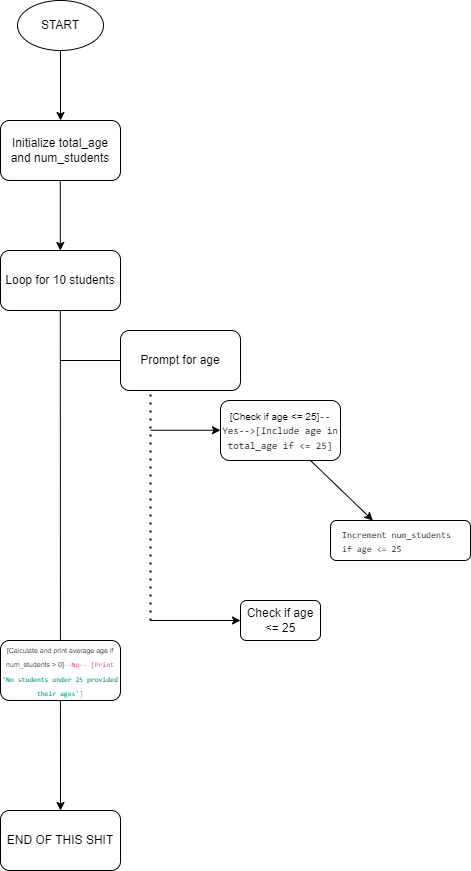 START
Initialize total_age
and num_students
Loop for 10 students
Prompt for age
[Check if age <= 25]--
Yes-->[Include age in
total_age if <= 25]
Increment num_students
if age <= 25
Check if age
<= 25
[Calculate and print average age if
num_students > 0]--No-- [Print
'No students under 25 provided
their ages']
END OF THIS SHIT